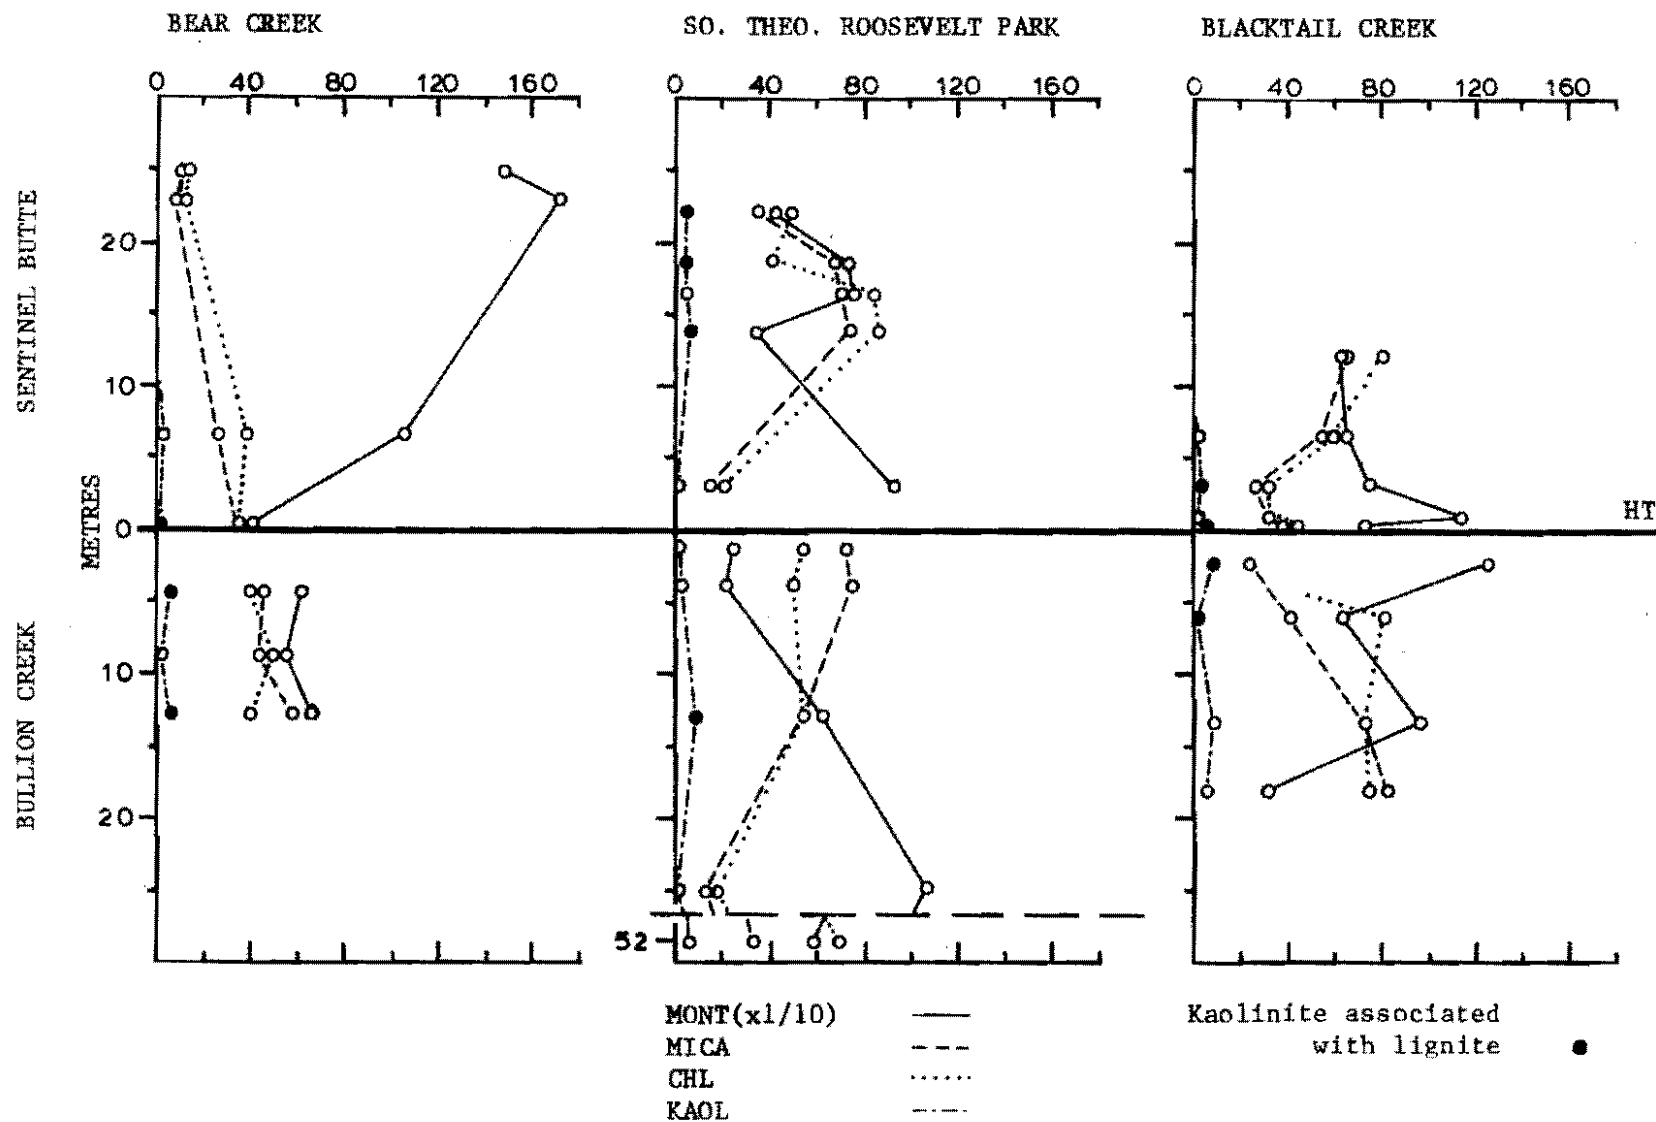 BEAR CREEK SO. THEO. ROOSEVELT PARK BLACKTAIL CREEK
0 40 80 120 160 0 40 80 120 160 0 40 80 120 160
SENTINEL BUTTE
20
10
METRES
0
HT
BULLION CREEK
10
20
52
MONT(x1/10)
MICA
CHL
KAOL
Kaolinite associated
with lignite